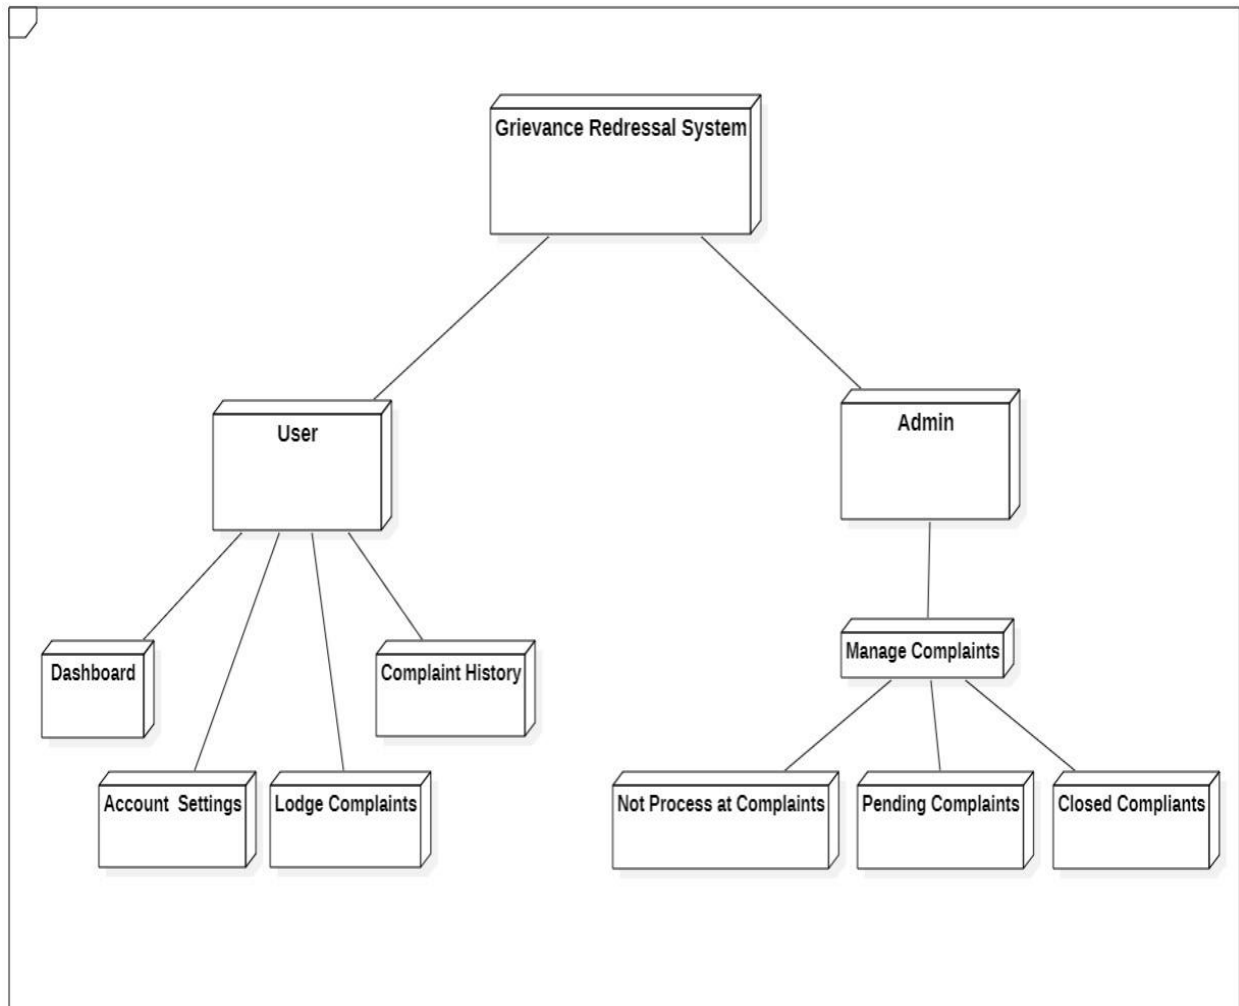 Grievance Redressal System
User
Admin
Manage Complaints
Dashboard
Complaint History
Account  Settings
Lodge Complaints
Not Process at Complaints
Pending Complaints
Closed Compliants